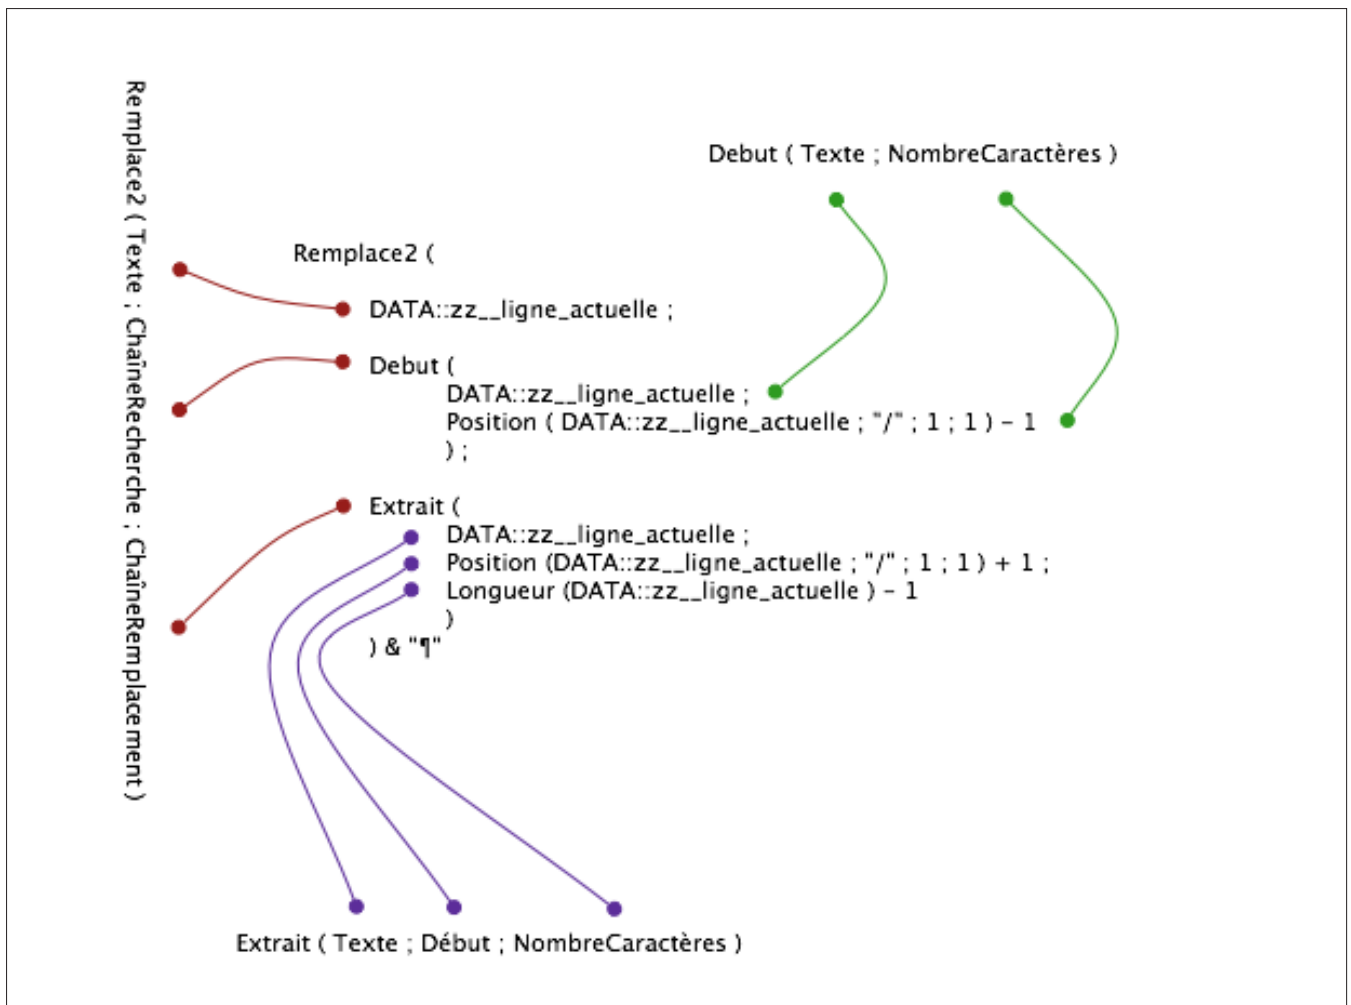 Remplace2 ( Texte ; ChaîneRecherche ; ChaîneRemplacement )
Debut ( Texte ; NombreCaractères )
Remplace2 (
DATA::zz__ligne_actuelle ;
Debut (
DATA::zz__ligne_actuelle ;
Position ( DATA::zz__ligne_actuelle ; "/" ; 1 ; 1 ) - 1
) ;
Extrait (
DATA::zz__ligne_actuelle ;
Position (DATA::zz__ligne_actuelle ; "/" ; 1 ; 1 ) + 1 ;
Longueur (DATA::zz__ligne_actuelle ) - 1
)
) & "¶"
Extrait ( Texte ; Début ; NombreCaractères )